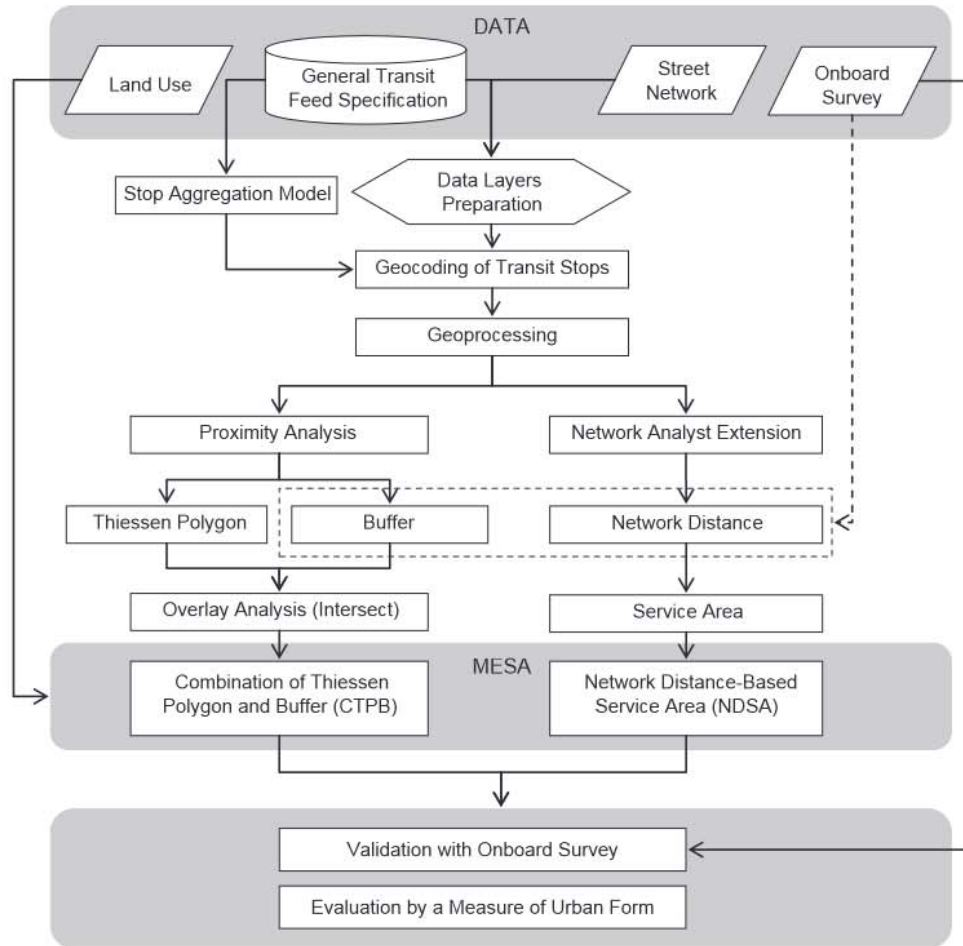 DATA
Land Use
General Transit
Feed Specification
Street
Network
Onboard
Survey
Stop Aggregation Model
Data Layers
Preparation
Geocoding of Transit Stops
Geoprocessing
Proximity Analysis
Network Analyst Extension
Thiessen Polygon
Buffer
Network Distance
Overlay Analysis (Intersect)
Service Area
MESA
Combination of Thiessen
Polygon and Buffer (CTPB)
Network Distance-Based
Service Area (NDSA)
Validation with Onboard Survey
Evaluation by a Measure of Urban Form